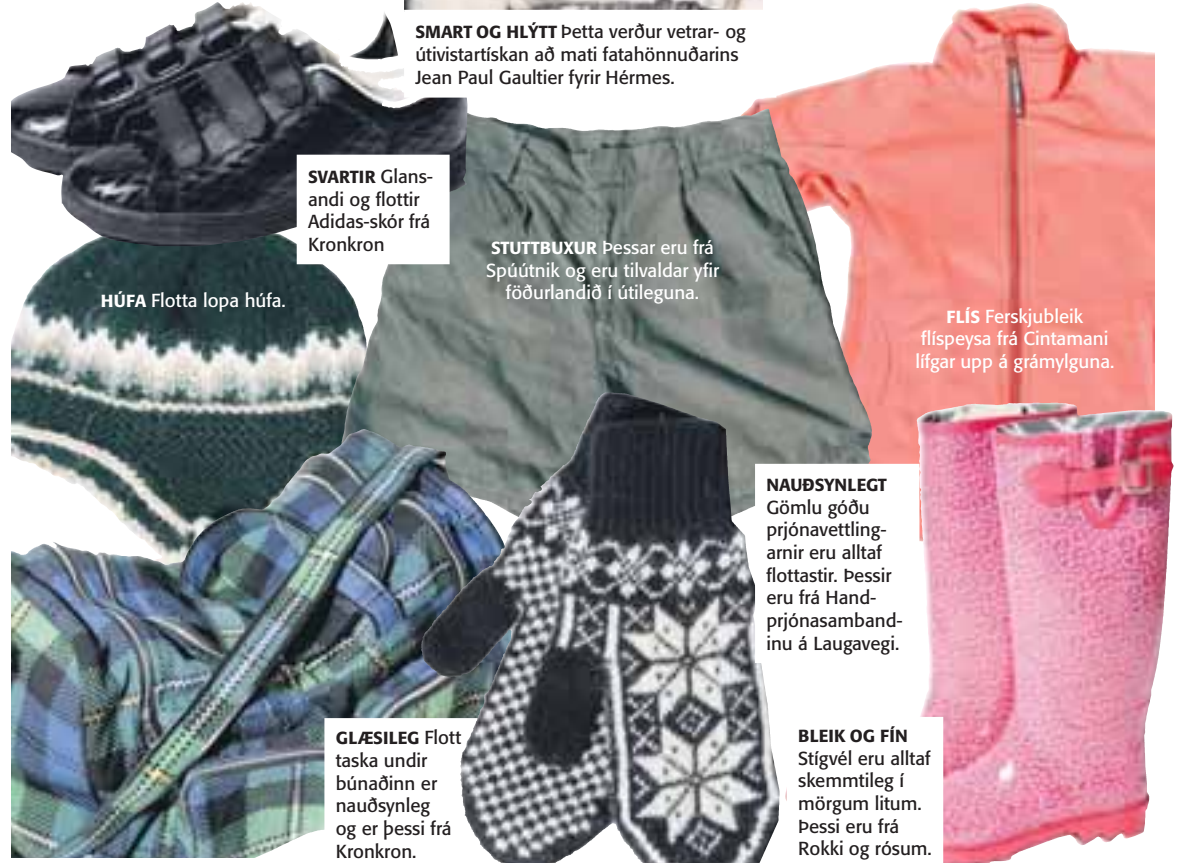 SMART OG HLÝTT Þetta verður vetrar- og
útivistartískan að mati fatahönnuðarins
Jean Paul Gaultier fyrir Hérmes.
SVARTIR Glans-
andi og flottir
Adidas-skór frá
Kronkron
STUTTBUXUR Þessar eru frá
Spúútnik og eru tilvaldar yfir
föðurlandið í útileguna.
HÚFA Flotta lopa húfa.
FLÍS Ferskjubleik
flíspeysa frá Cintamani
lífgar upp á grámylguna.
NAUÐSYNLEGT
Gömlu góðu
prjónavettling-
arnir eru alltaf
flottastir. Þessir
eru frá Hand-
prjónasamband-
inu á Laugavegi.
GLÆSILEG Flott
taska undir
búnaðinn er
nauðsynleg
og er þessi frá
Kronkron.
BLEIK OG FÍN
Stígvél eru alltaf
skemmtileg í
mörgum litum.
Þessi eru frá
Rokki og rósum.